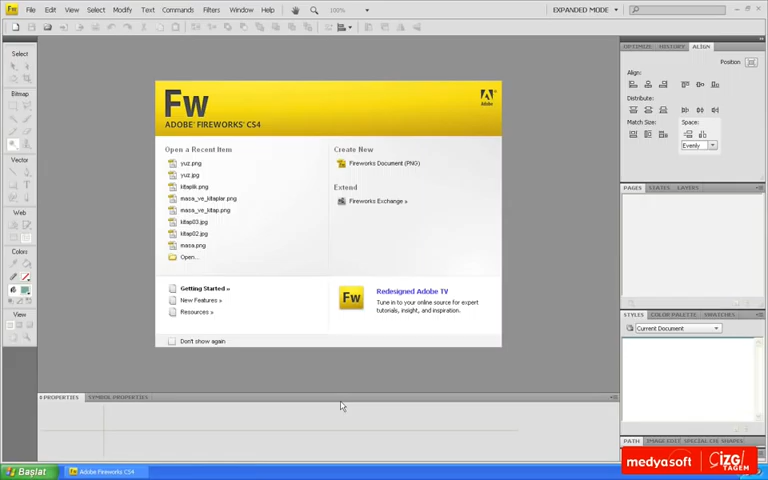 Fw
File
Edit
View
Select
Modify
Text
Commands
Filters
Window
Help
100%
EXPANDED MODE
Select
Bitmap
Vector
Web
Colors
View
Fw
ADOBE® FIREWORKS® CS4
Adobe
Open a Recent Item
yuz.png
yuz.jpg
kitaplik.png
masa_ve_kitaplar.png
masa_ve_kitap.png
kitap03.jpg
kitap02.jpg
masa.png
Open...
Create New
Fireworks Document (PNG)
Extend
Fireworks Exchange »
Getting Started »
New Features »
Resources »
Fw
Redesigned Adobe TV
Tune in to your online source for expert
tutorials, insight, and inspiration.
Don't show again
OPTIMIZE
HISTORY
ALIGN
Position
Align:
Distribute:
Match Size:
Space:
Evenly
PAGES
STATES
LAYERS
STYLES
COLOR PALETTE
SWATCHES
Current Document
PROPERTIES
SYMBOL PROPERTIES
PATH
IMAGE EDIT
SPECIAL CH
SHAPES
medyasoft
ÇİZGİ
TAGEM
Başlat
Adobe Fireworks CS4